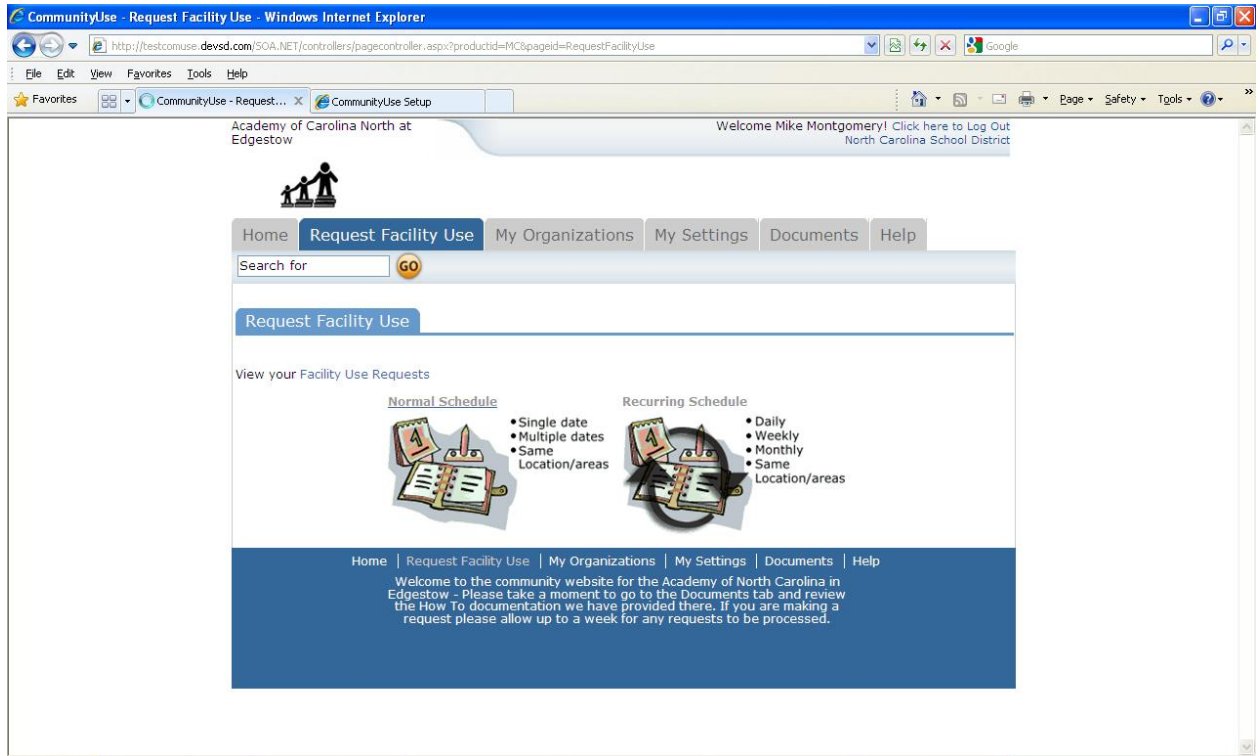 CommunityUse - Request Facility Use - Windows Internet Explorer
http://testcomuse.devsd.com/SOA.NET/controllers/pagecontroller.aspx?productid=MC&pageid=RequestFacilityUse
Google
File Edit View Favorites Tools Help
Favorites CommunityUse - Request... X CommunityUse Setup Page Safety Tools »
Academy of Carolina North at
Edgestow
Welcome Mike Montgomery! Click here to Log Out
North Carolina School District
Home Request Facility Use My Organizations My Settings Documents Help
Search for GO
Request Facility Use
View your Facility Use Requests
Normal Schedule
• Single date
• Multiple dates
• Same
Location/areas
Recurring Schedule
• Daily
• Weekly
• Monthly
• Same
Location/areas
Home | Request Facility Use | My Organizations | My Settings | Documents | Help
Welcome to the community website for the Academy of North Carolina in
Edgestow - Please take a moment to go to the Documents tab and review
the How To documentation we have provided there. If you are making a
request please allow up to a week for any requests to be processed.